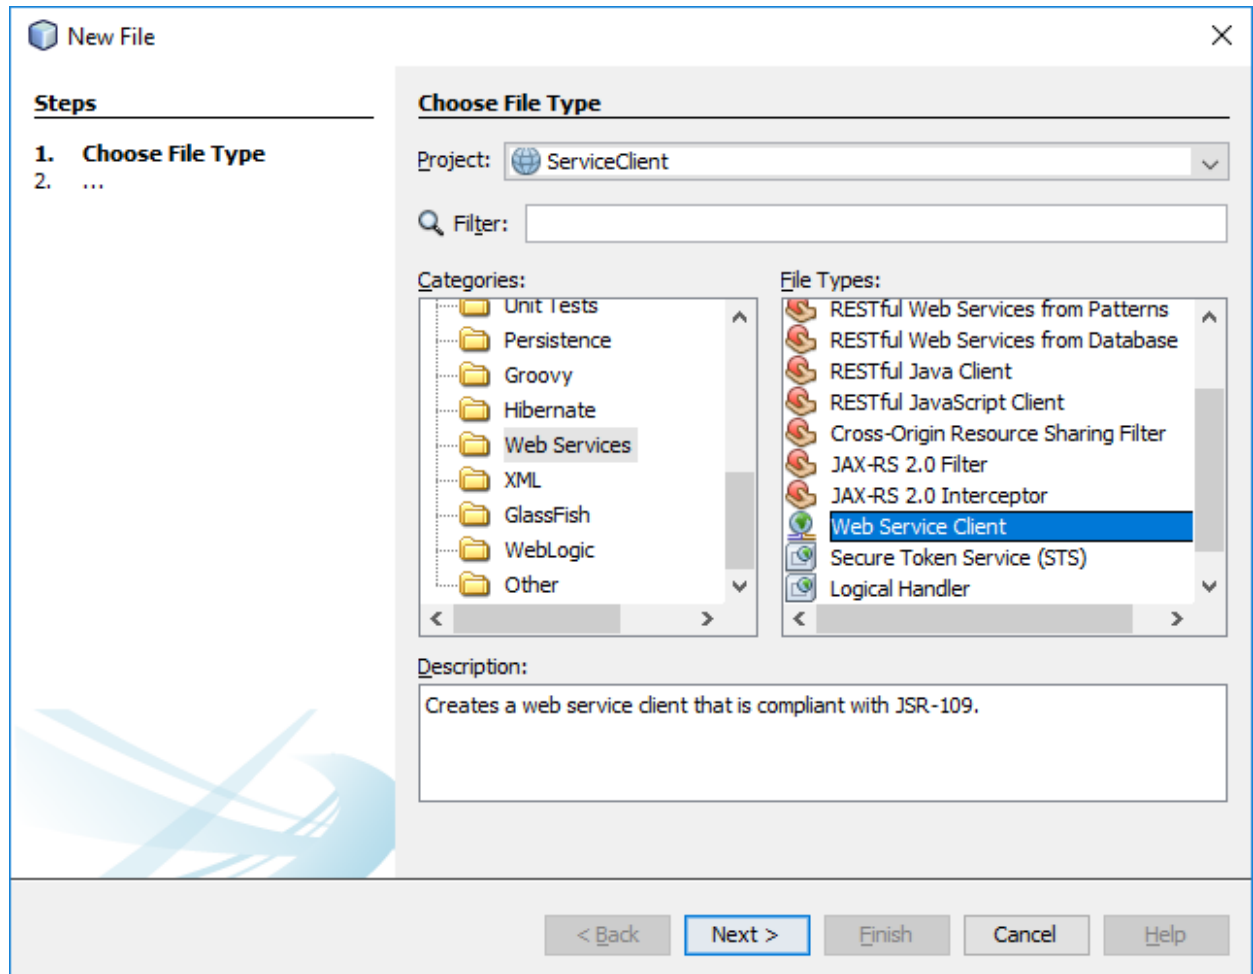 New File
Steps
1. Choose File Type
2. ...
Choose File Type
Project: ServiceClient
Filter:
Categories:
Unit Tests
Persistence
Groovy
Hibernate
Web Services
XML
GlassFish
WebLogic
Other
File Types:
RESTful Web Services from Patterns
RESTful Web Services from Database
RESTful Java Client
RESTful JavaScript Client
Cross-Origin Resource Sharing Filter
JAX-RS 2.0 Filter
JAX-RS 2.0 Interceptor
Web Service Client
Secure Token Service (STS)
Logical Handler
Description:
Creates a web service client that is compliant with JSR-109.
< Back Next > Finish Cancel Help